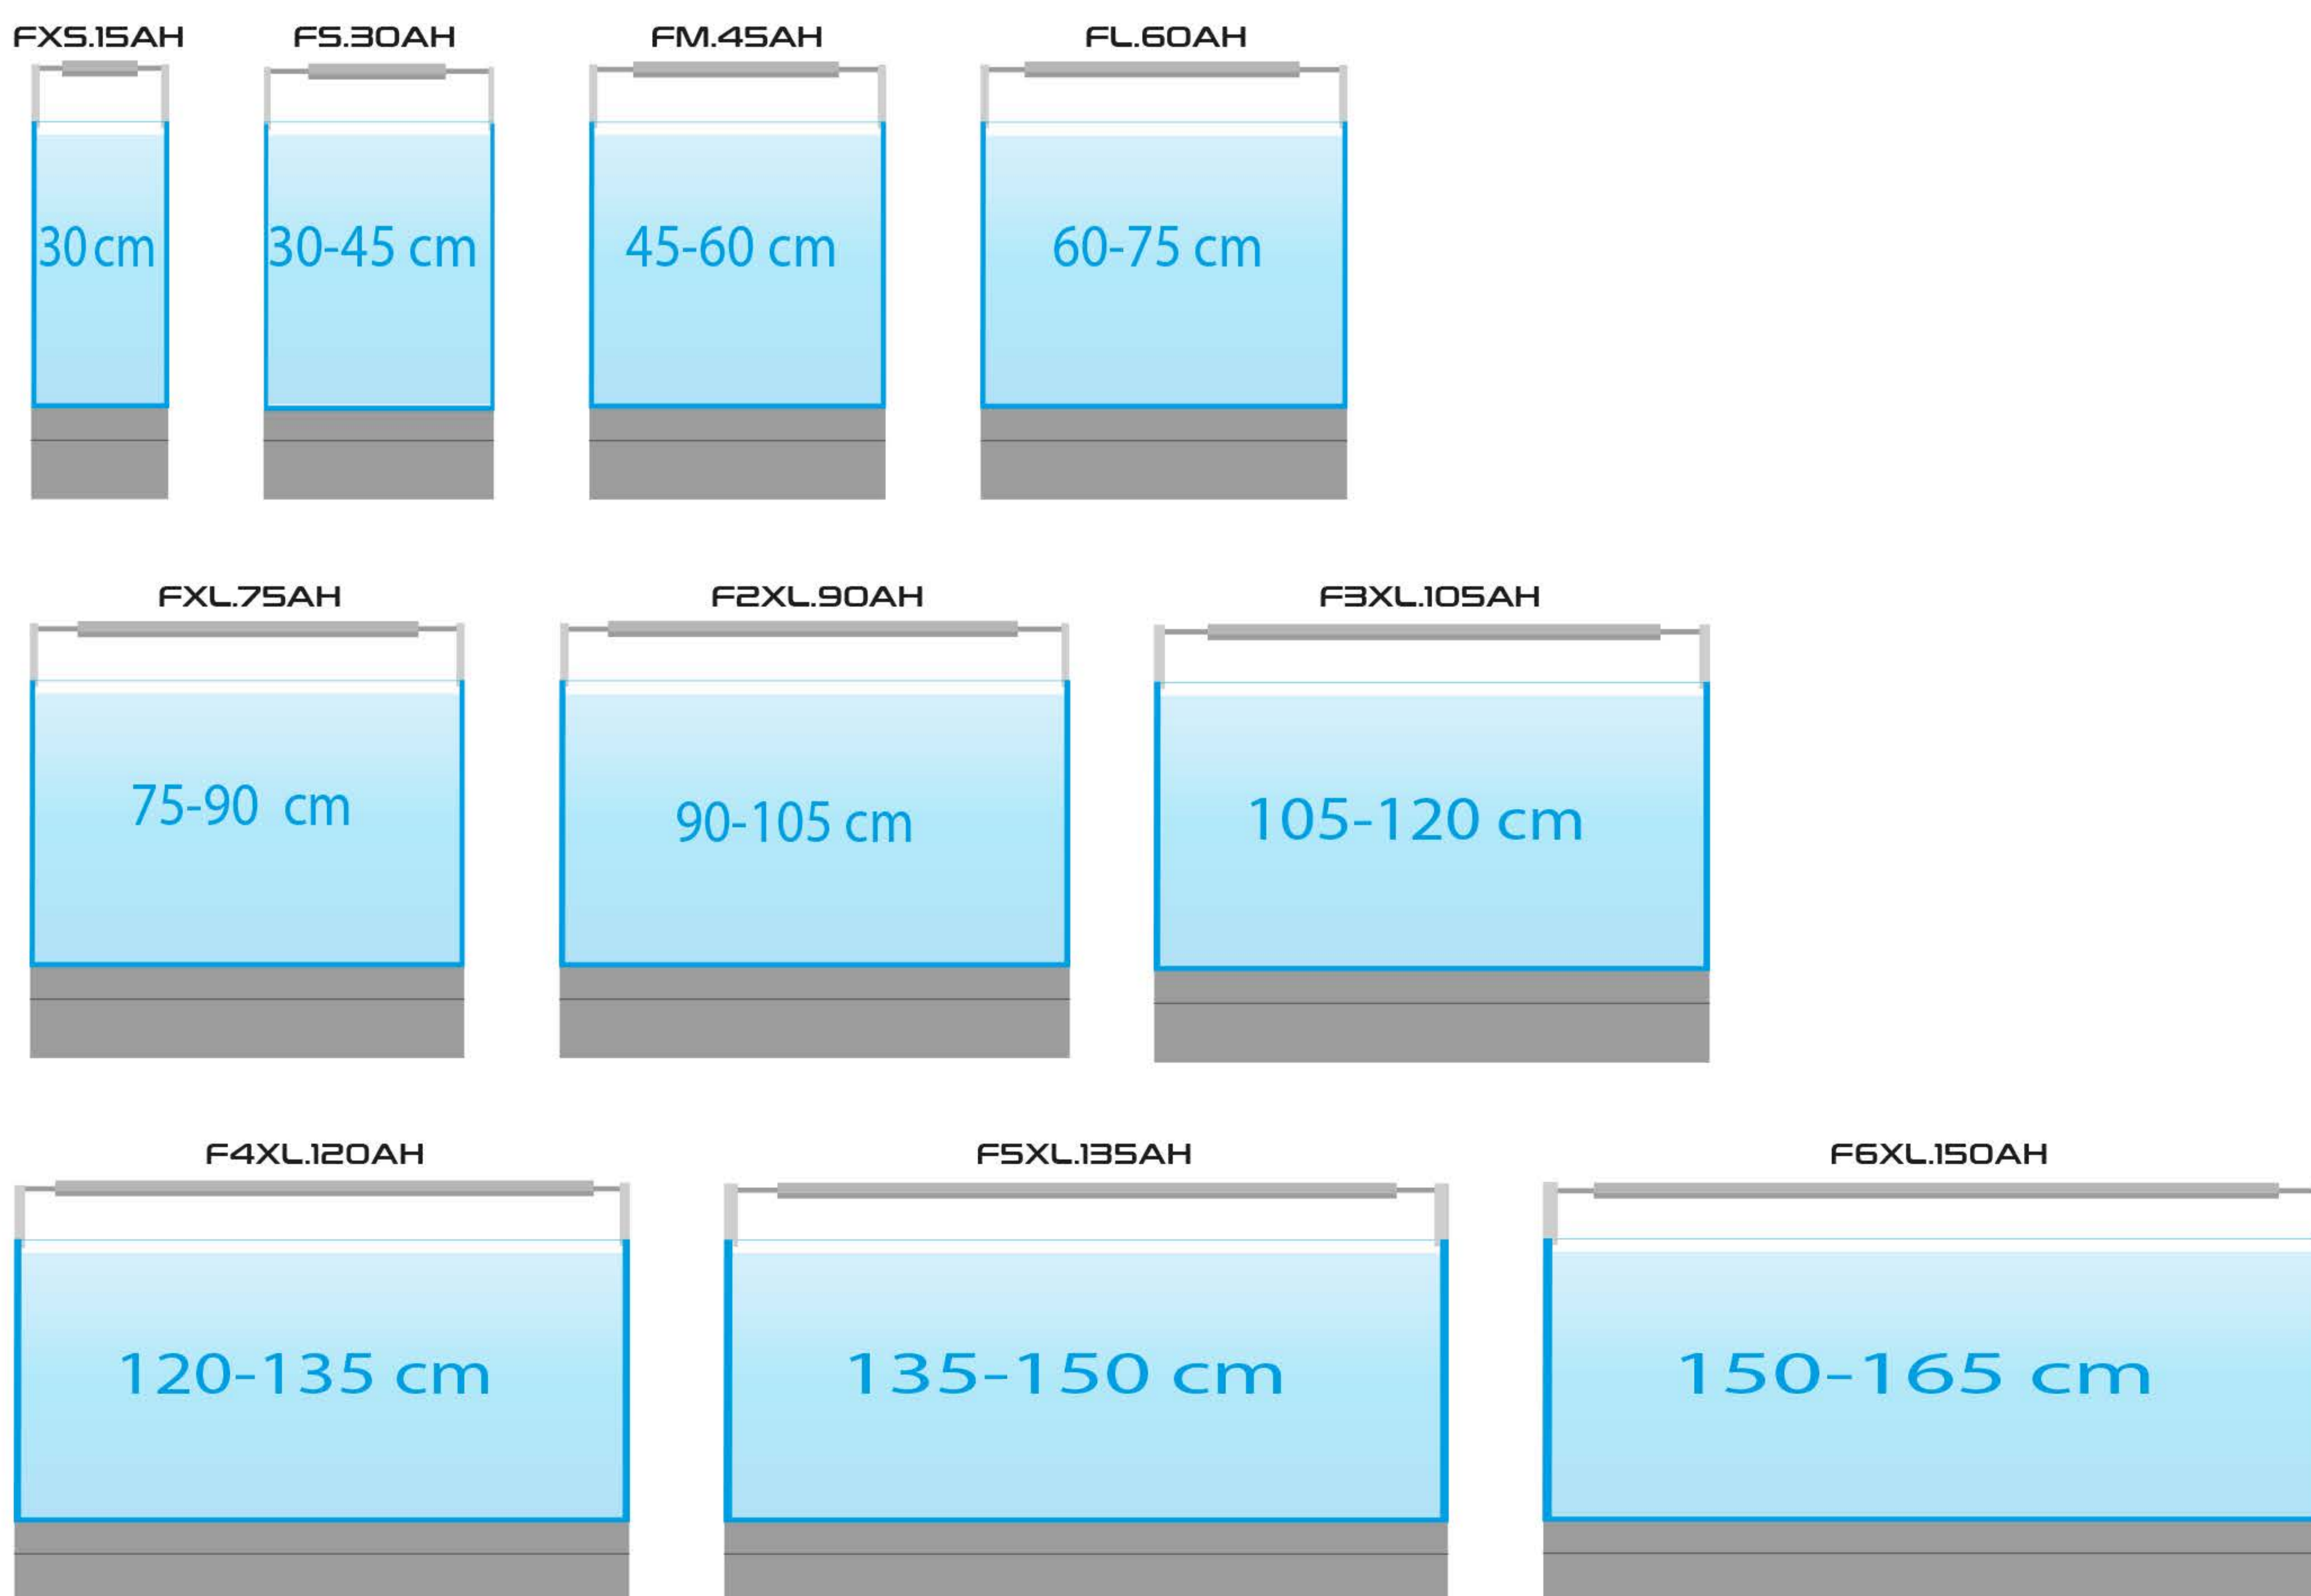 FXS.15AH
FS.30AH
FM.45AH
FL.60AH
30 cm
30-45 cm
45-60 cm
60-75 cm
FXL.75AH
F2XL.90AH
F3XL.105AH
75-90 cm
90-105 cm
105-120 cm
F4XL.120AH
F5XL.135AH
F6XL.150AH
120-135 cm
135-150 cm
150-165 cm